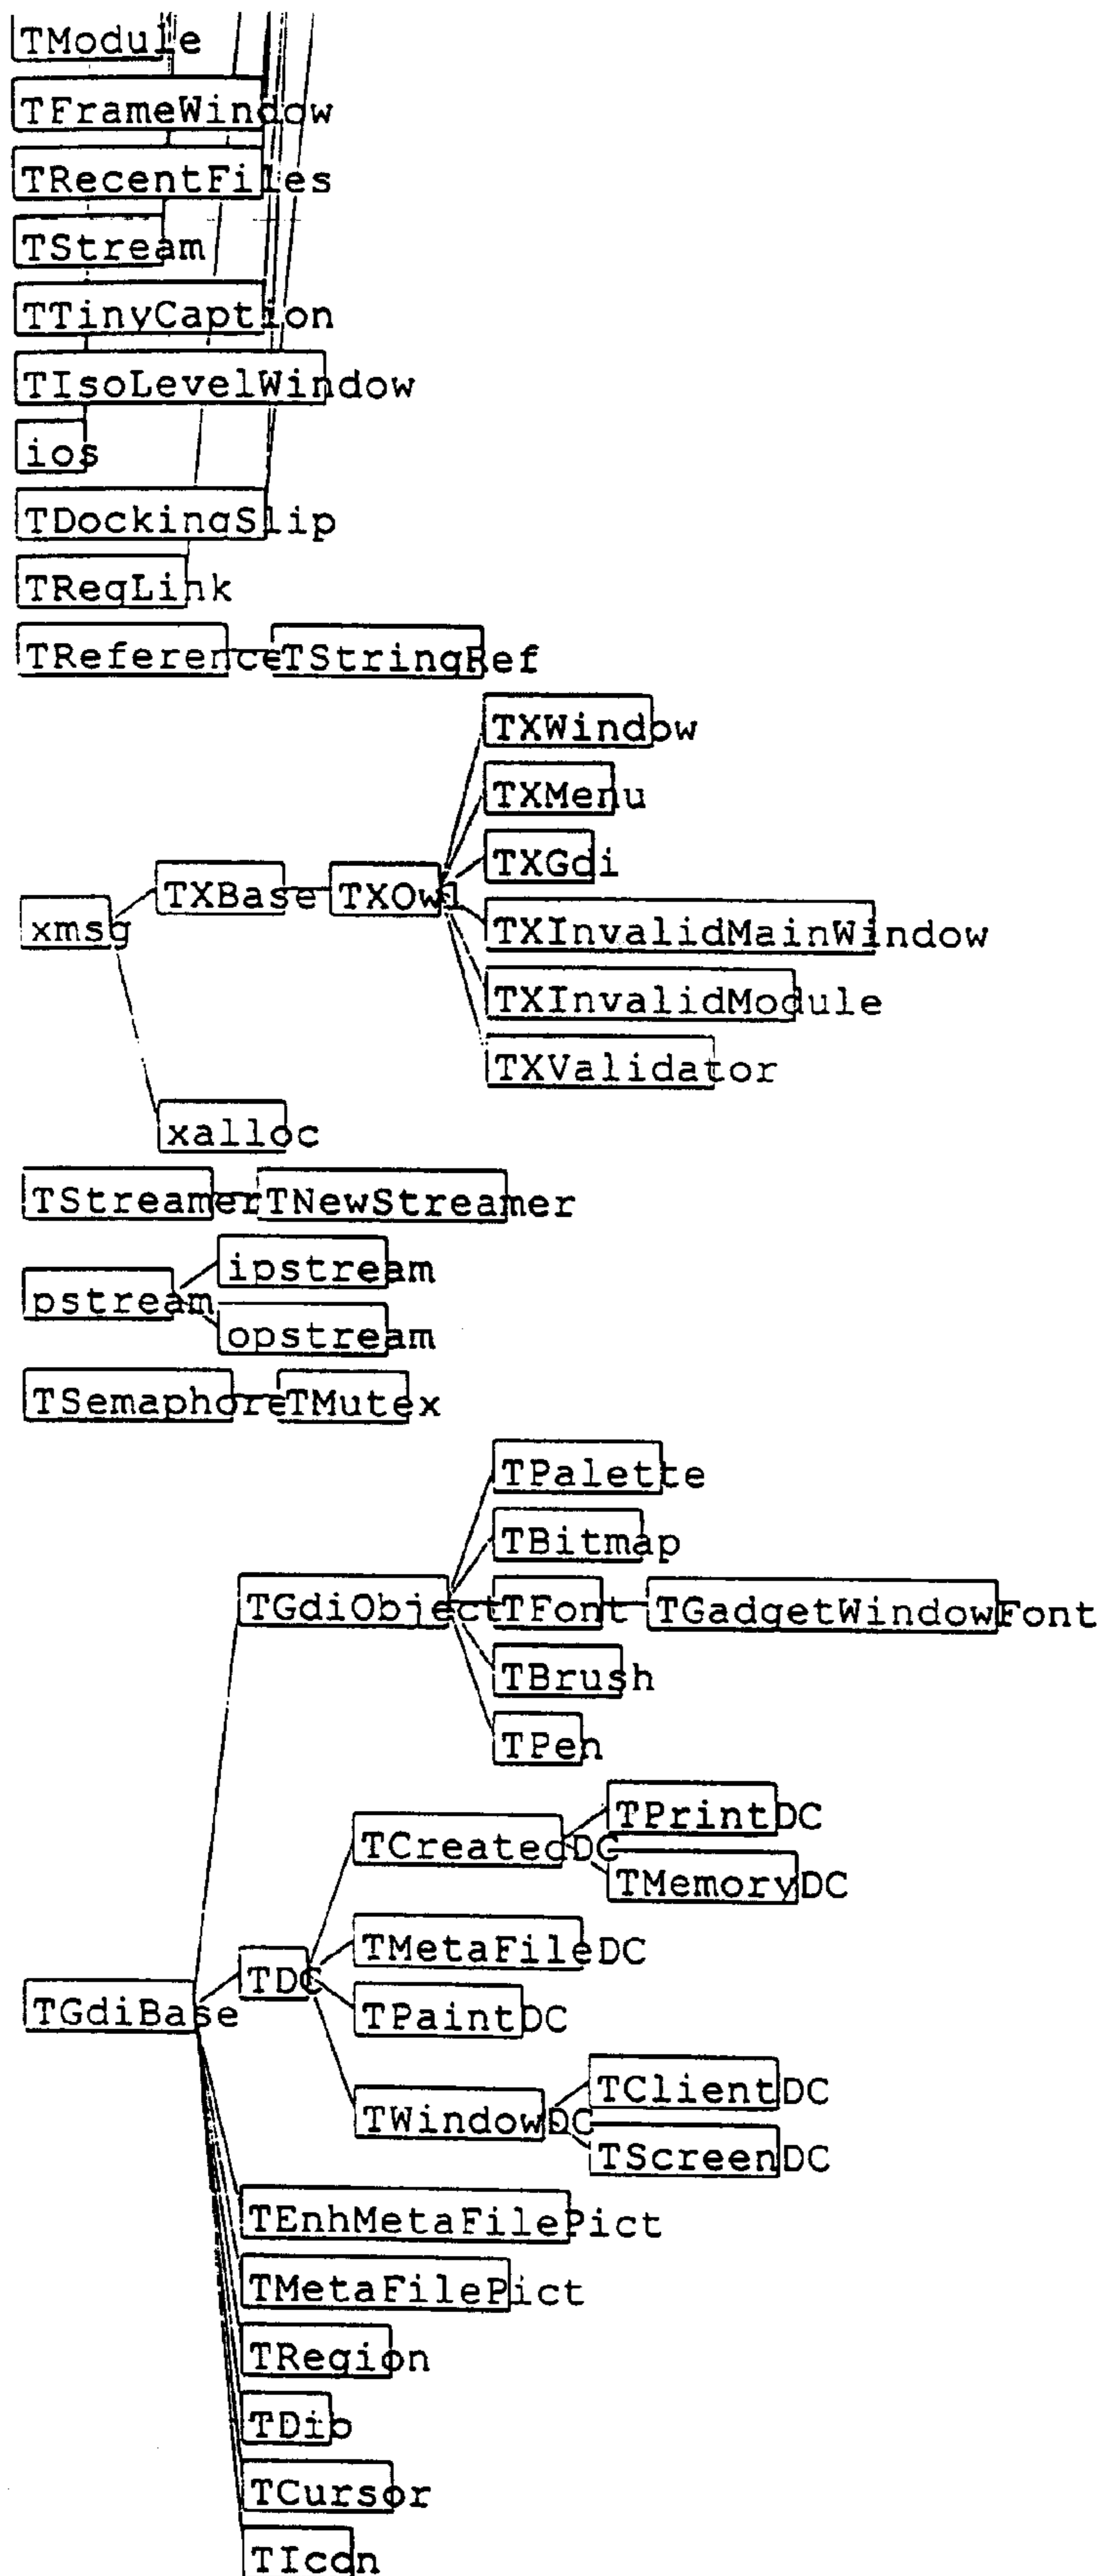 TModule
TFrameWindow
TRecentFiles
TStream
TTinyCaption
TIsoLevelWindow
ios
TDockingSlip
TRegLink
TReference TStringRef
TXWindow
TXMenu
TXGdi
TXBase TXOwl
xmsg
TXInvalidMainWindow
TXInvalidModule
TXValidator
xalloc
TStreamer TNewStreamer
ipstream
pstream
opstream
TSemaphore TMutex
TPalette
TBitmap
TGdiObject TFont TGadgetWindowFont
TBrush
TPen
TPrintDC
TCreatedDC
TMemoryDC
TMetaFileDC
TDC
TGdiBase
TPaintDC
TClientDC
TWindowDC
TScreenDC
TEnhMetaFilePict
TMetaFilePict
TRegion
TDib
TCursor
TIcon